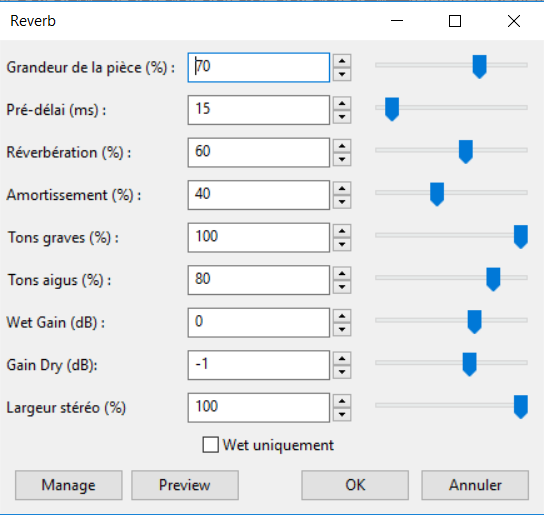 Reverb
Grandeur de la pièce (%) : 70
Pré-délai (ms) : 15
Réverbération (%) : 60
Amortissement (%) : 40
Tons graves (%) : 100
Tons aigus (%) : 80
Wet Gain (dB) : 0
Gain Dry (dB): -1
Largeur stéréo (%) 100
Wet uniquement
Manage Preview OK Annuler